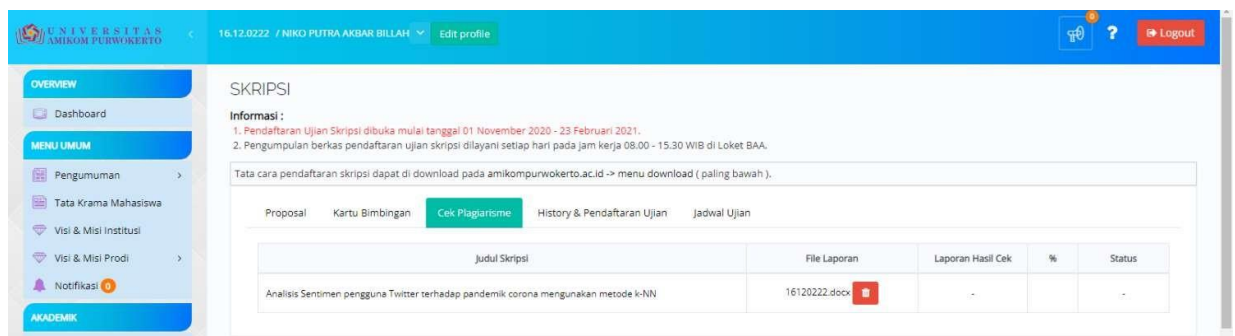 UNIVERSITAS
AMIKOM PURWOKERTO
16.12.0222 / NIKO PUTRA AKBAR BILLAH
Edit profile
0
?
Logout
OVERVIEW
Dashboard
MENU UMUM
Pengumuman
Tata Krama Mahasiswa
Visi & Misi Institusi
Visi & Misi Prodi
Notifikasi 0
AKADEMIK
SKRIPSI
Informasi :
1. Pendaftaran Ujian Skripsi dibuka mulai tanggal 01 November 2020 - 23 Februari 2021.
2. Pengumpulan berkas pendaftaran ujian skripsi dilayani setiap hari pada jam kerja 08.00 - 15.30 WIB di Loket BAA.
Tata cara pendaftaran skripsi dapat di download pada amikompurwokerto.ac.id -> menu download ( paling bawah ).
Proposal Kartu Bimbingan Cek Plagiarisme History & Pendaftaran Ujian Jadwal Ujian
Judul Skripsi File Laporan Laporan Hasil Cek % Status
Analisis Sentimen pengguna Twitter terhadap pandemik corona mengunakan metode k-NN 16120222.docx - -